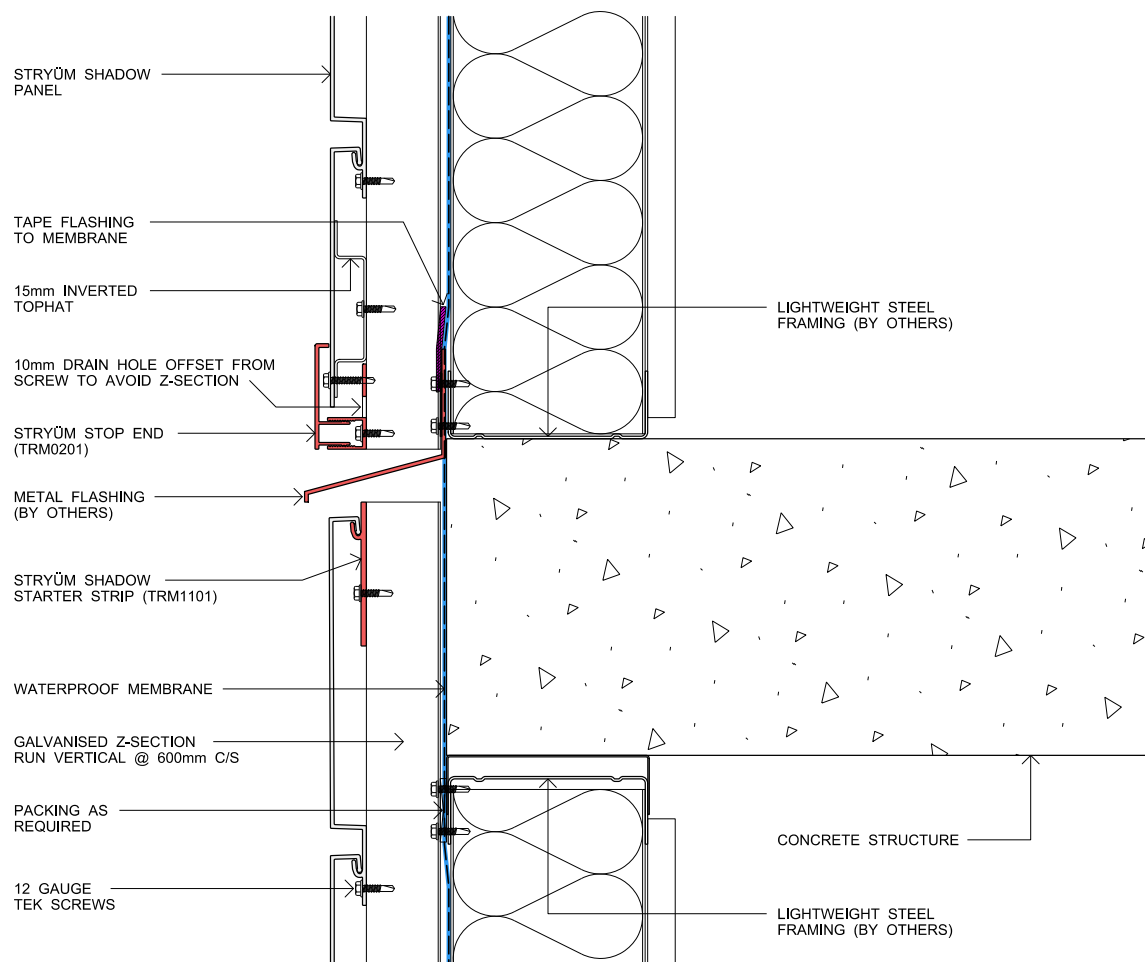 STRYÜM SHADOW
PANEL
TAPE FLASHING
TO MEMBRANE
15mm INVERTED
TOPHAT
10mm DRAIN HOLE OFFSET FROM
SCREW TO AVOID Z-SECTION
STRYÜM STOP END
(TRM0201)
METAL FLASHING
(BY OTHERS)
STRYÜM SHADOW
STARTER STRIP (TRM1101)
WATERPROOF MEMBRANE
GALVANISED Z-SECTION
RUN VERTICAL @ 600mm C/S
PACKING AS
REQUIRED
12 GAUGE
TEK SCREWS
LIGHTWEIGHT STEEL
FRAMING (BY OTHERS)
CONCRETE STRUCTURE
LIGHTWEIGHT STEEL
FRAMING (BY OTHERS)